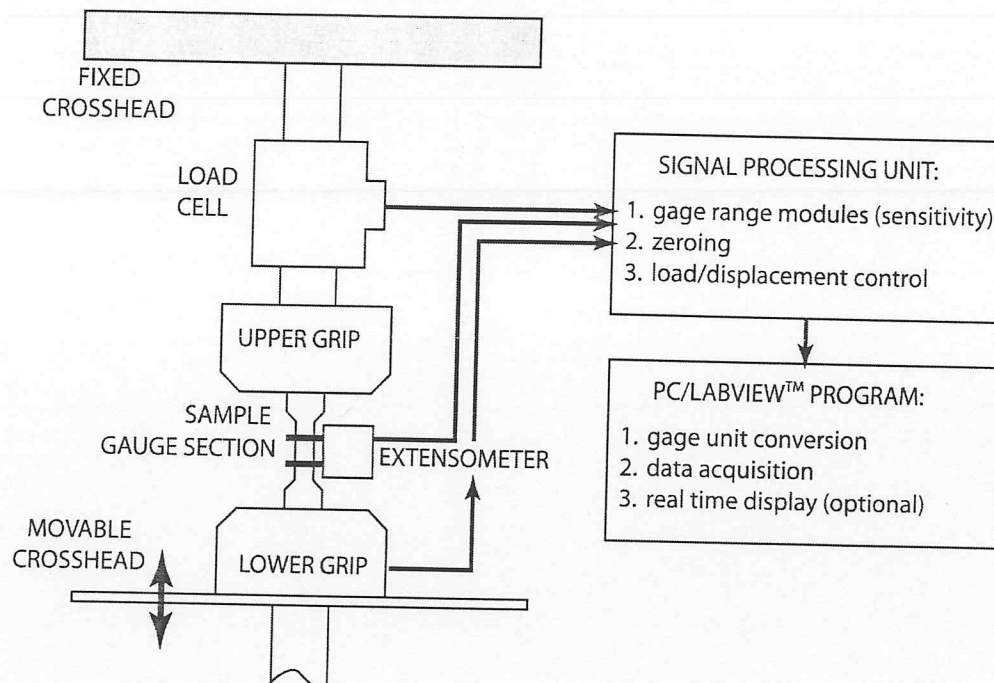 FIXED
CROSSHEAD
LOAD
CELL
UPPER GRIP
SAMPLE
GAUGE SECTION
EXTENSOMETER
MOVABLE
CROSSHEAD
LOWER GRIP
SIGNAL PROCESSING UNIT:
1. gage range modules (sensitivity)
2. zeroing
3. load/displacement control
PC/LABVIEW™ PROGRAM:
1. gage unit conversion
2. data acquisition
3. real time display (optional)